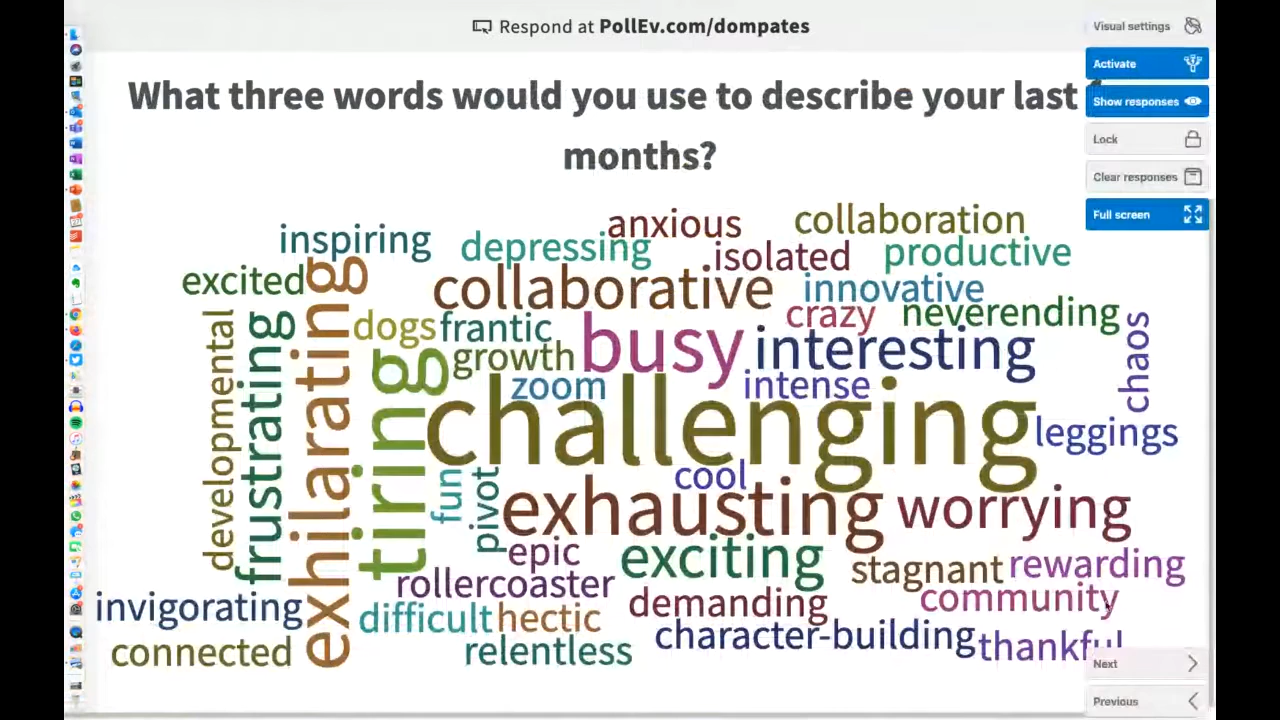 Respond at PollEv.com/dompates
Visual settings
Activate
Show responses
Lock
Clear responses
Full screen
What three words would you use to describe your last
months?
anxious
collaboration
inspiring
depressing
isolated
productive
excited
collaborative
innovative
crazy
neverending
dogs
frantic
busy
interesting
chaos
growth
zoom
intense
developmental
frustrating
exhilarating
tiring
challenging
leggings
cool
fun
pivot
exhausting
worrying
epic
exciting
stagnant
rewarding
rollercoaster
invigorating
demanding
community
difficult
hectic
character-building
thankful
connected
relentless
Next
Previous